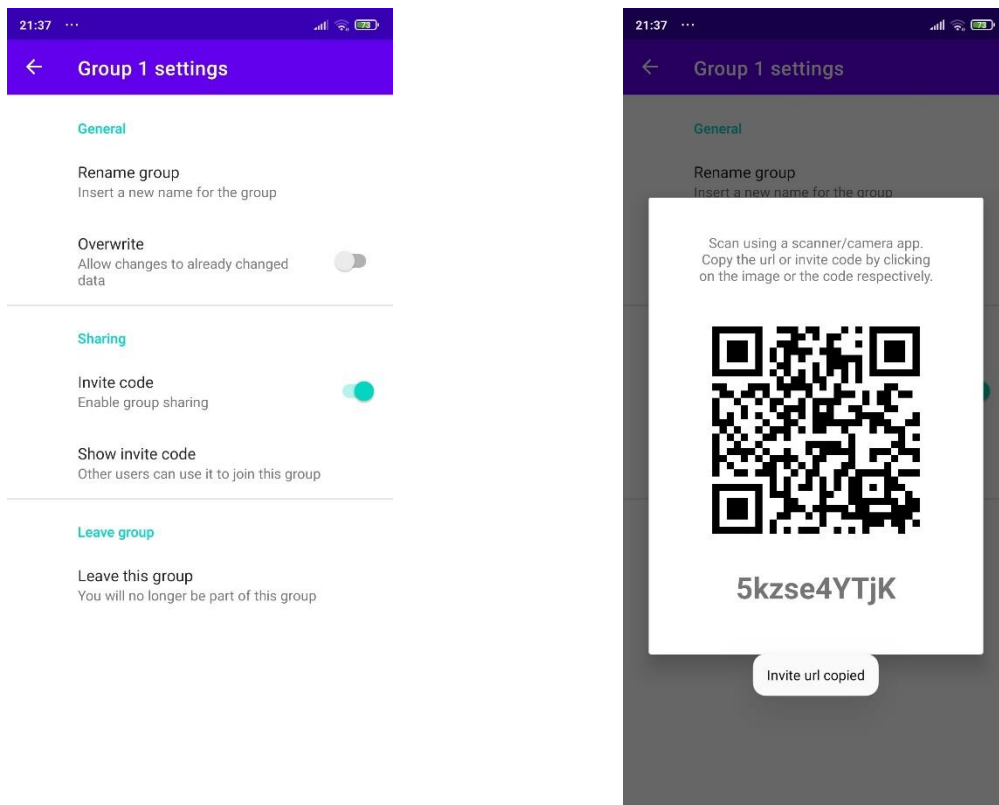 21:37 ...
73
Group 1 settings
General
Rename group
Insert a new name for the group
Overwrite
Allow changes to already changed
data
Sharing
Invite code
Enable group sharing
Show invite code
Other users can use it to join this group
Leave group
Leave this group
You will no longer be part of this group
21:37 ...
73
Group 1 settings
General
Rename group
Insert a new name for the group
Scan using a scanner/camera app.
Copy the url or invite code by clicking
on the image or the code respectively.
5kzse4YTjK
Invite url copied